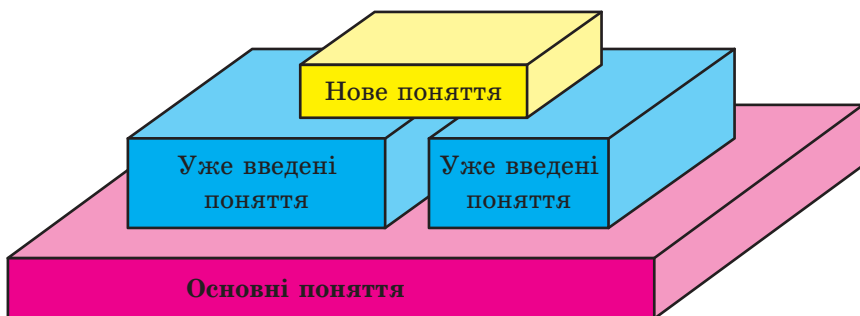 Нове поняття
Уже введені
поняття
Уже введені
поняття
Основні поняття